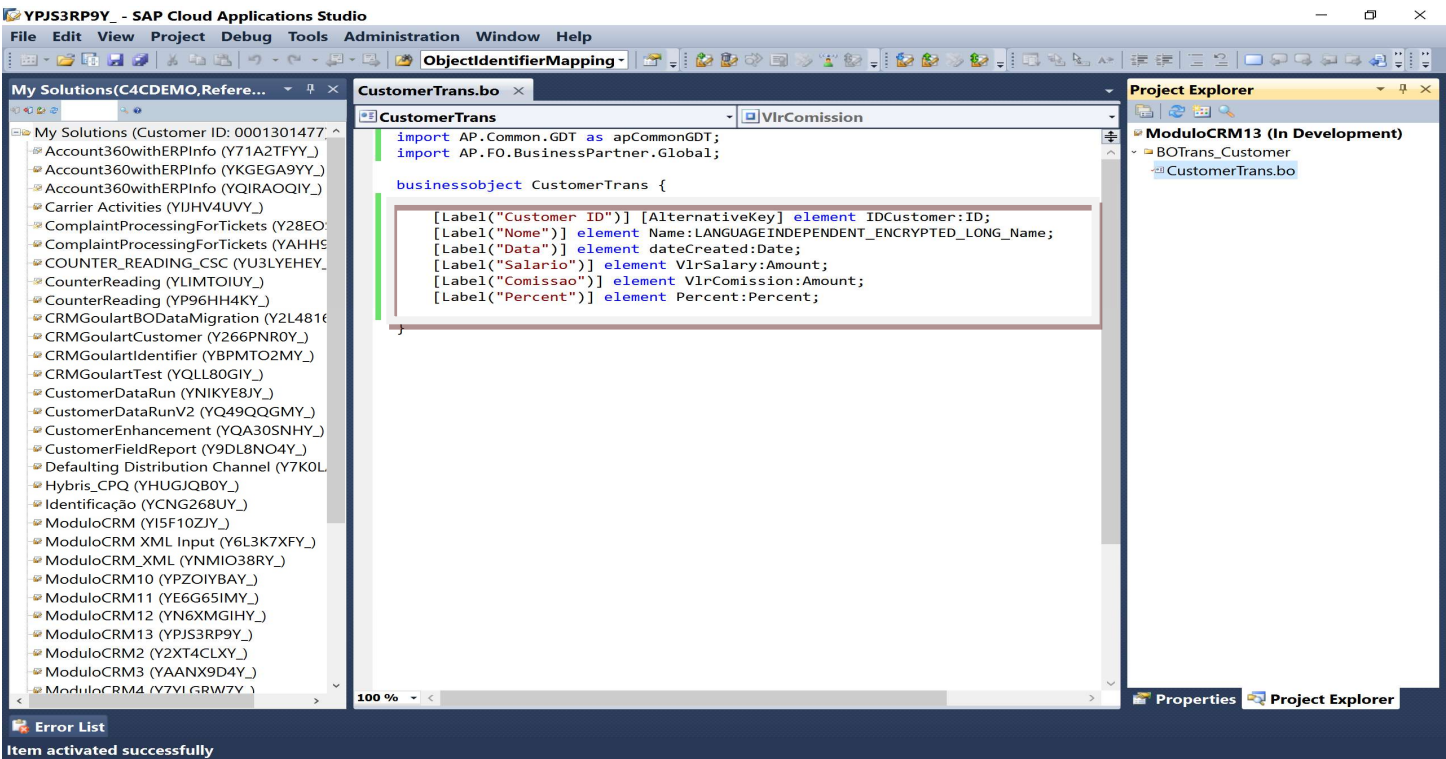 YPJS3RP9Y_ - SAP Cloud Applications Studio
File Edit View Project Debug Tools Administration Window Help
ObjectIdentifierMapping
My Solutions(C4CDEMO,Refere...
My Solutions (Customer ID: 0001301477
Account360withERPInfo (Y71A2TFYY_)
Account360withERPInfo (YKGEGA9YY_)
Account360withERPInfo (YQIRAOQIY_)
Carrier Activities (YIJHV4UVY_)
ComplaintProcessingForTickets (Y28EO
ComplaintProcessingForTickets (YAHH9
COUNTER_READING_CSC (YU3LYEHEY_
CounterReading (YLIMTOIUY_)
CounterReading (YP96HH4KY_)
CRMGoulartBODataMigration (Y2L4816
CRMGoulartCustomer (Y266PNR0Y_)
CRMGoulartIdentifier (YBPMTO2MY_)
CRMGoulartTest (YQLL80GIY_)
CustomerDataRun (YNIKYE8JY_)
CustomerDataRunV2 (YQ49QQGMY_)
CustomerEnhancement (YQA30SNHY_)
CustomerFieldReport (Y9DL8NO4Y_)
Defaulting Distribution Channel (Y7K0L
Hybris_CPQ (YHUGJQB0Y_)
Identificação (YCNG268UY_)
ModuloCRM (YI5F10ZJY_)
ModuloCRM XML Input (Y6L3K7XFY_)
ModuloCRM_XML (YNMIO38RY_)
ModuloCRM10 (YPZOIYBAY_)
ModuloCRM11 (YE6G65IMY_)
ModuloCRM12 (YN6XMGIHY_)
ModuloCRM13 (YPJS3RP9Y_)
ModuloCRM2 (Y2XT4CLXY_)
ModuloCRM3 (YAANX9D4Y_)
ModuloCRM4 (Y7YLGRW7Y_)
CustomerTrans.bo
CustomerTrans
VlrComission
import AP.Common.GDT as apCommonGDT;
import AP.FO.BusinessPartner.Global;
businessobject CustomerTrans {
[Label("Customer ID")] [AlternativeKey] element IDCustomer:ID;
[Label("Nome")] element Name:LANGUAGEINDEPENDENT_ENCRYPTED_LONG_Name;
[Label("Data")] element dateCreated:Date;
[Label("Salario")] element VlrSalary:Amount;
[Label("Comissao")] element VlrComission:Amount;
[Label("Percent")] element Percent:Percent;
}
100 %
Project Explorer
ModuloCRM13 (In Development)
BOTrans_Customer
CustomerTrans.bo
Properties
Project Explorer
Error List
Item activated successfully